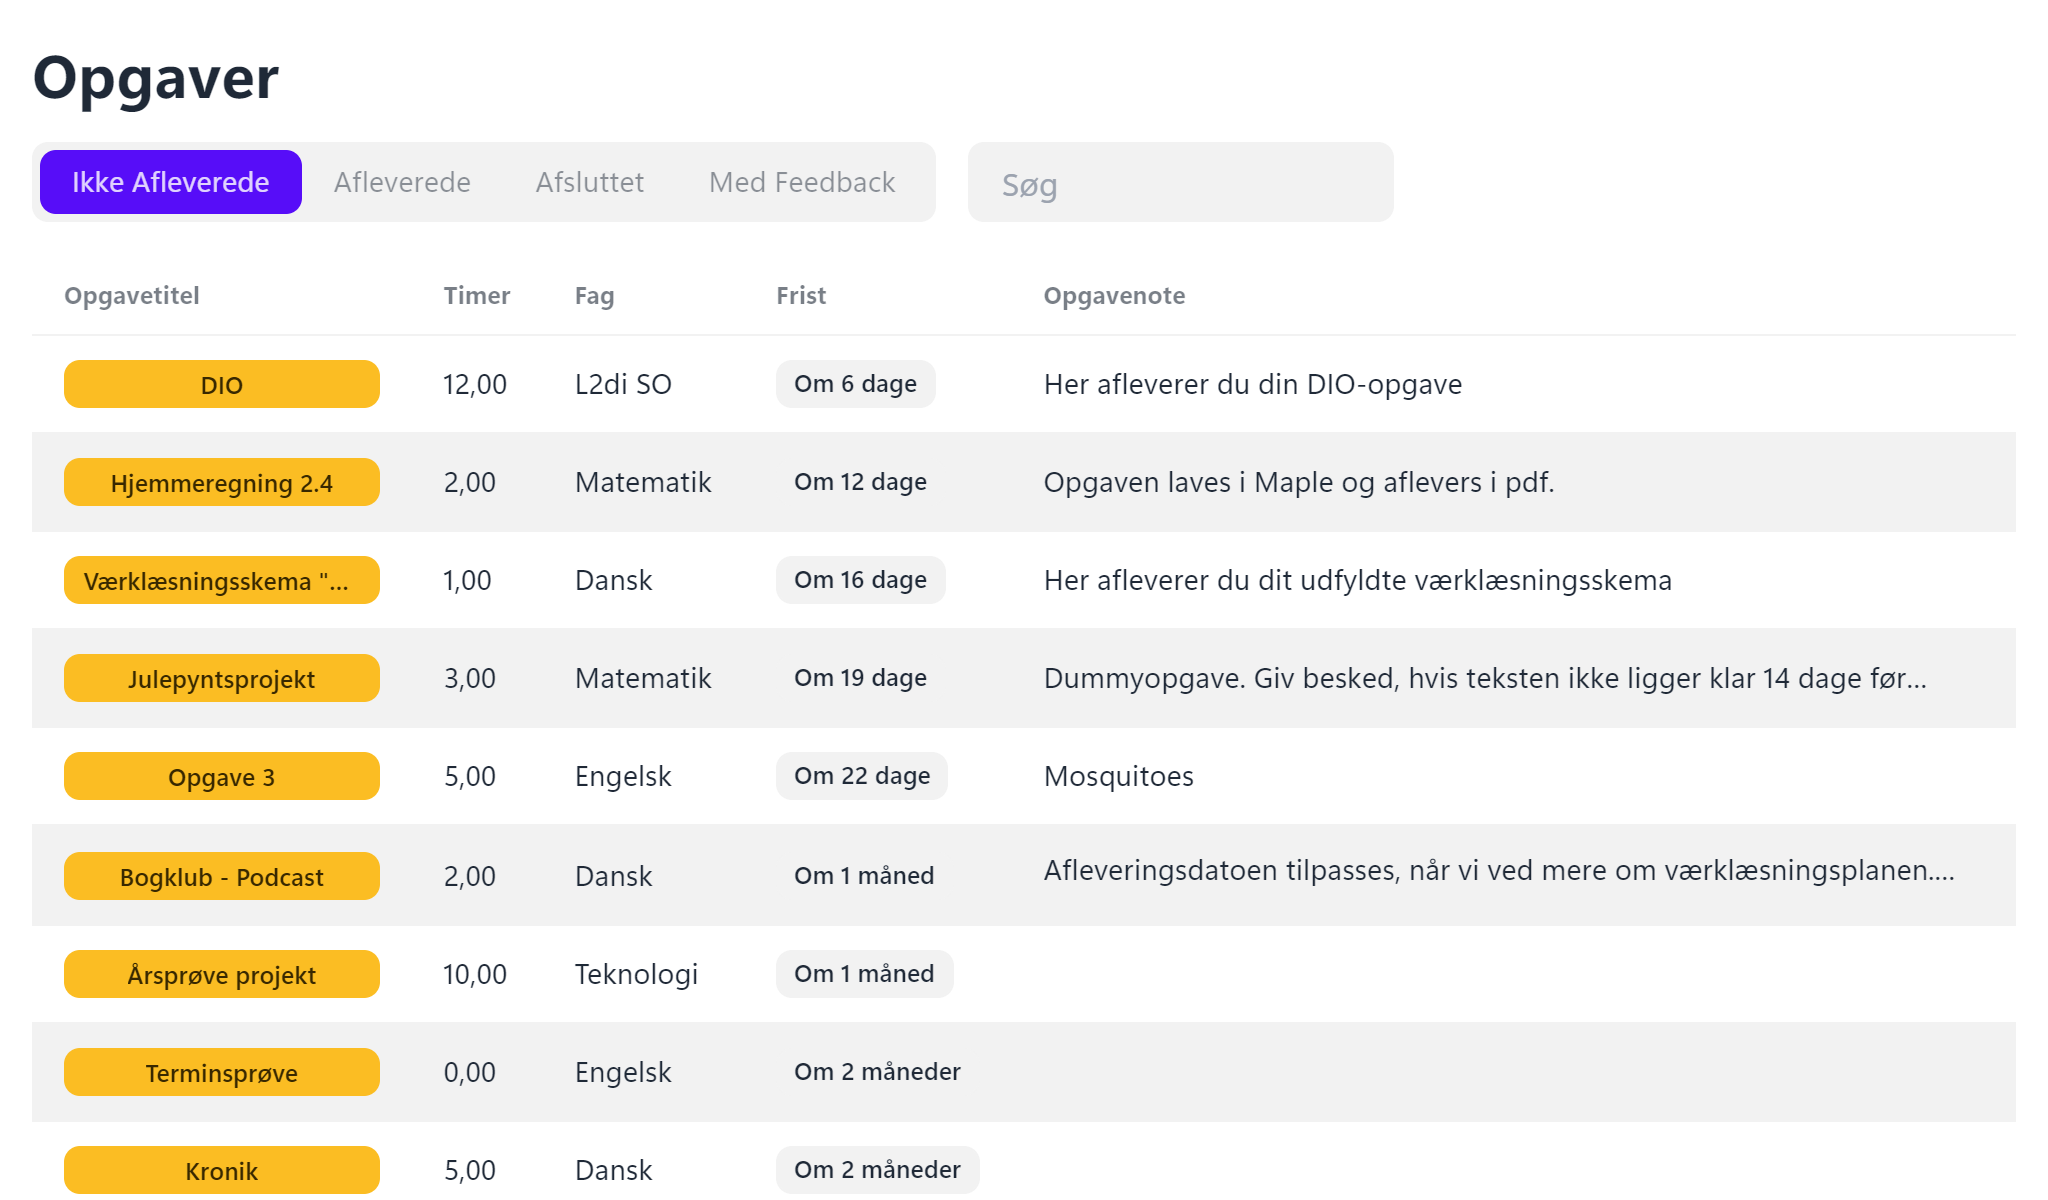 Opgaver
Ikke Afleverede Afleverede Afsluttet Med Feedback Søg
Opgavetitel Timer Fag Frist Opgavenote
DIO 12,00 L2di SO Om 6 dage Her afleverer du din DIO-opgave
Hjemmeregning 2.4 2,00 Matematik Om 12 dage Opgaven laves i Maple og aflevers i pdf.
Værklæsningsskema "... 1,00 Dansk Om 16 dage Her afleverer du dit udfyldte værklæsningsskema
Julepyntsprojekt 3,00 Matematik Om 19 dage Dummyopgave. Giv besked, hvis teksten ikke ligger klar 14 dage før...
Opgave 3 5,00 Engelsk Om 22 dage Mosquitoes
Bogklub - Podcast 2,00 Dansk Om 1 måned Afleveringsdatoen tilpasses, når vi ved mere om værklæsningsplanen....
Årsprøve projekt 10,00 Teknologi Om 1 måned
Terminsprøve 0,00 Engelsk Om 2 måneder
Kronik 5,00 Dansk Om 2 måneder